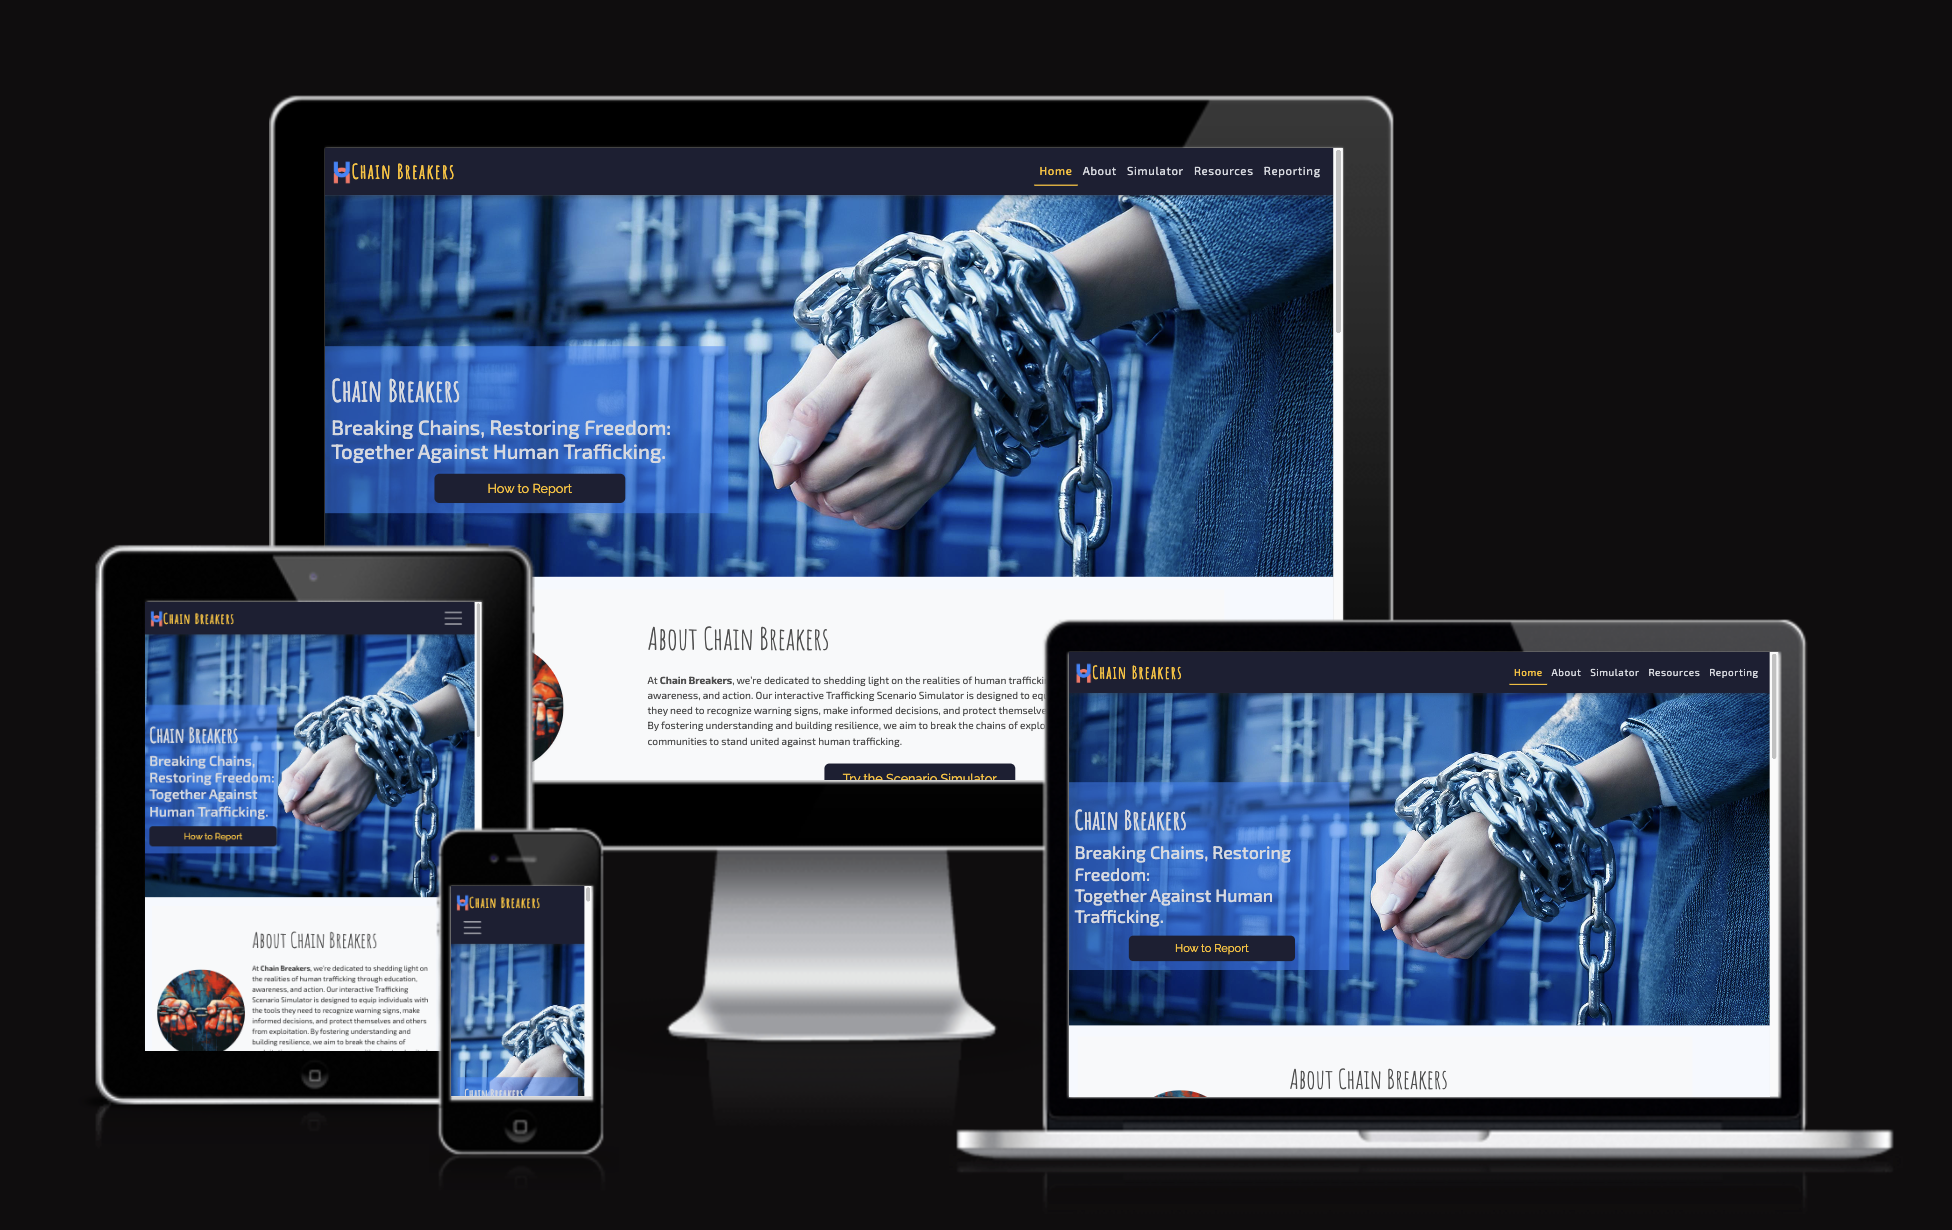 Chain Breakers
Home About Simulator Resources Reporting
Chain Breakers
Breaking Chains, Restoring Freedom:
Together Against Human Trafficking.
How to Report
About Chain Breakers
At Chain Breakers, we're dedicated to shedding light on the realities of human
awareness, and action. Our interactive Trafficking Scenario Simulator is designed to
they need to recognize warning signs, make informed decisions, and protect
By fostering understanding and building resilience, we aim to break the chains of
communities to stand united against human trafficking.
Try the Scenario Simulator
Chain Breakers
Chain Breakers
Breaking Chains,
Restoring Freedom:
Together Against
Human Trafficking.
How to Report
About Chain Breakers
At Chain Breakers, we're dedicated to shedding light on
the realities of human trafficking through education,
awareness, and action. Our interactive Trafficking
Scenario Simulator is designed to equip individuals with
the tools they need to recognize warning signs, make
informed decisions, and protect themselves and others
from exploitation. By fostering understanding and
building resilience, we aim to break the chains of
Chain Breakers
Chain Breakers
Chain Breakers
Home About Simulator Resources Reporting
Chain Breakers
Breaking Chains, Restoring
Freedom:
Together Against Human
Trafficking.
How to Report
About Chain Breakers